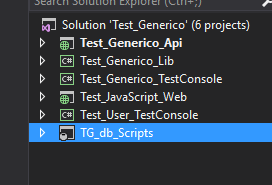 Search Solution Explorer (Ctrl+;)
Solution 'Test_Generico' (6 projects)
Test_Generico_Api
Test_Generico_Lib
Test_Generico_TestConsole
Test_JavaScript_Web
Test_User_TestConsole
TG_db_Scripts